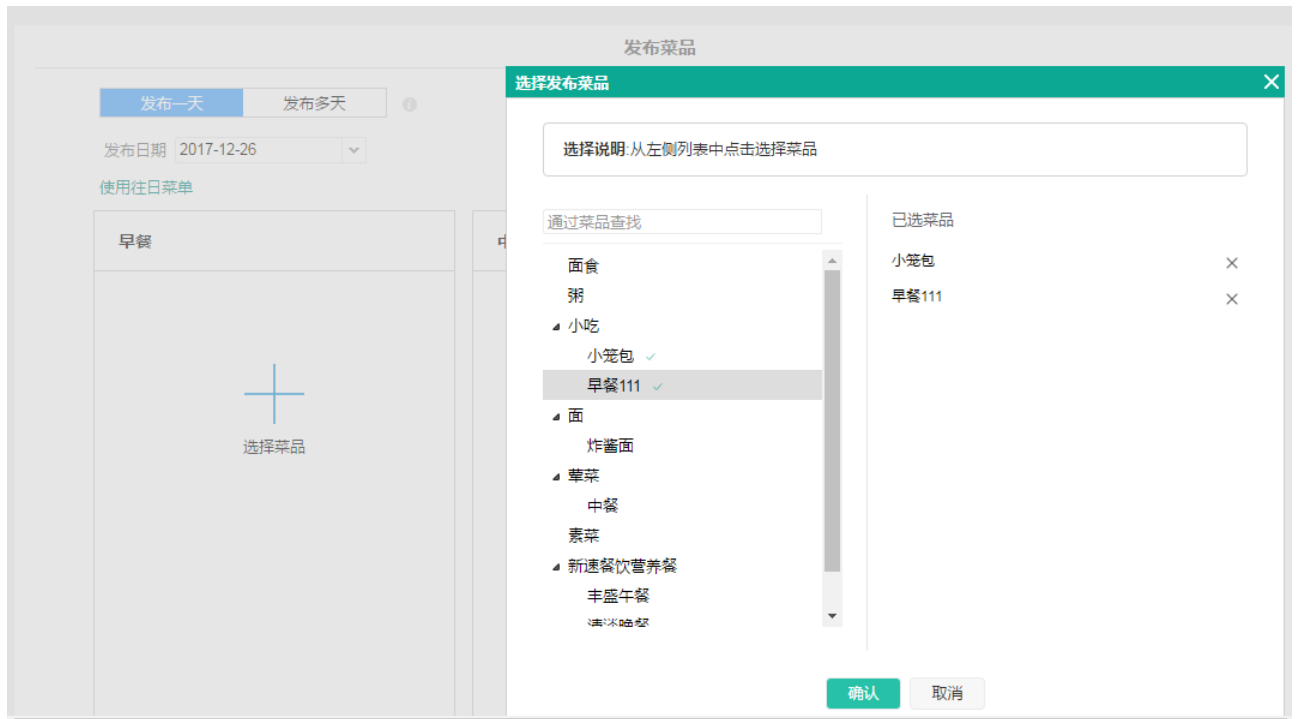 发布菜品
发布一天 发布多天
发布日期 2017-12-26
使用往日菜单
早餐
选择菜品
选择发布菜品
选择说明:从左侧列表中点击选择菜品
通过菜品查找
面食
粥
小吃
小笼包
早餐111
面
炸酱面
荤菜
中餐
素菜
新速餐饮营养餐
丰盛午餐
清淡晚餐
已选菜品
小笼包
早餐111
确认 取消